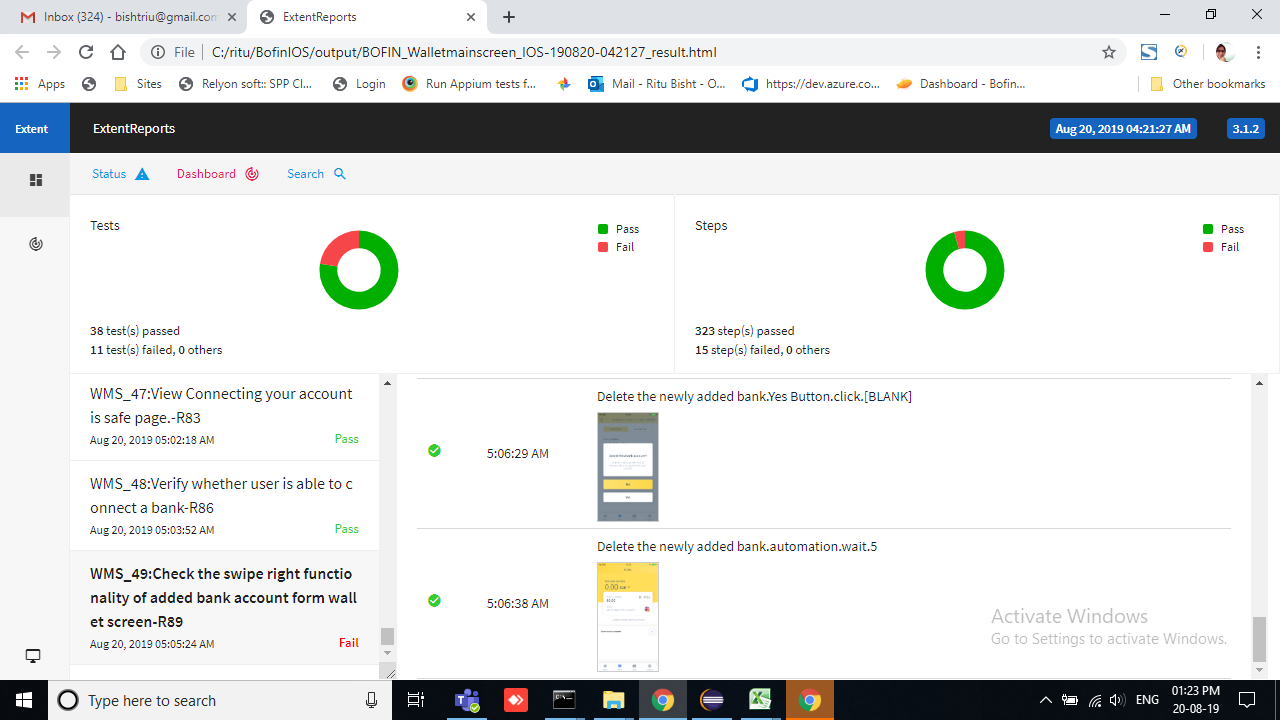 Inbox (324) - bishtriu@gmail.com
ExtentReports
File
C:/ritu/BofinIOS/output/BOFIN_Walletmainscreen_IOS-190820-042127_result.html
Apps
Sites
Relyon soft:: SPP Cl...
Login
Run Appium tests f...
Mail - Ritu Bisht - O...
https://dev.azure.co...
Dashboard - Bofin...
Other bookmarks
Extent
ExtentReports
Aug 20, 2019 04:21:27 AM
3.1.2
Status
Dashboard
Search
Tests
Pass
Fail
38 test(s) passed
11 test(s) failed, 0 others
Steps
Pass
Fail
323 step(s) passed
15 step(s) failed, 0 others
WMS_47:View Connecting your account
is safe page.-R83
Aug 20, 2019 05:02:18 AM
Pass
WMS_48:Verify whether user is able to c
onnect a bank-R86
Aug 20, 2019 05:03:52 AM
Pass
WMS_49:Check the swipe right functio
nality of added bank account form wall
et screen-R89
Aug 20, 2019 05:05:24 AM
Fail
Delete the newly added bank.Yes Button.click.[BLANK]
5:06:29 AM
Delete the newly added bank.automation.wait.5
5:06:38 AM
0.00
Activate Windows
Go to Settings to activate Windows.
Type here to search
ENG
01:23 PM
20-08-19